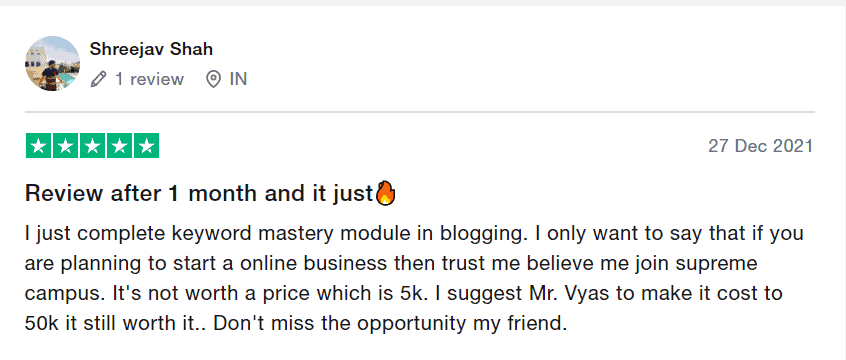 Shreejav Shah
1 review IN
27 Dec 2021
Review after 1 month and it just🔥
I just complete keyword mastery module in blogging. I only want to say that if you
are planning to start a online business then trust me believe me join supreme
campus. It's not worth a price which is 5k. I suggest Mr. Vyas to make it cost to
50k it still worth it.. Don't miss the opportunity my friend.